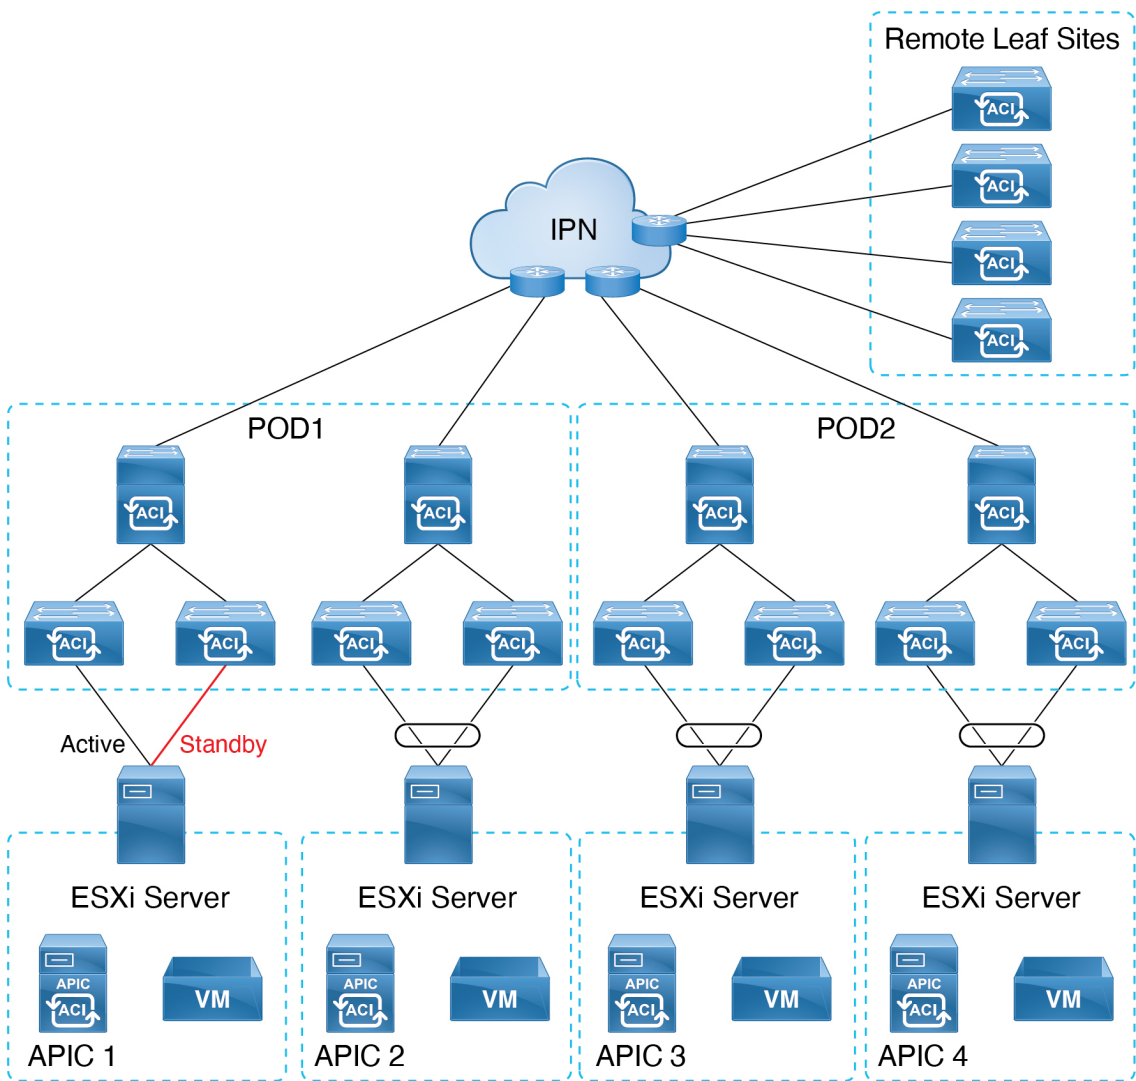 Remote Leaf Sites
ACI
ACI
IPN
ACI
ACI
POD1
POD2
ACI
ACI
ACI
ACI
ACI
ACI
ACI
ACI
ACI
ACI
ACI
ACI
Active
Standby
ESXi Server
ESXi Server
ESXi Server
ESXi Server
APIC
ACI
VM
APIC
ACI
VM
APIC
ACI
VM
APIC
ACI
VM
APIC 1
APIC 2
APIC 3
APIC 4